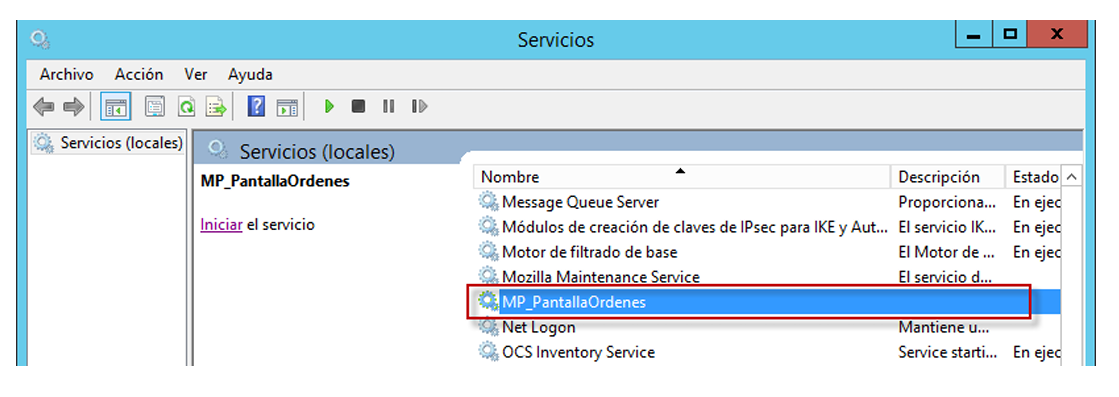 Servicios
Archivo Acción Ver Ayuda
Servicios (locales)
Servicios (locales)
MP_PantallaOrdenes
Iniciar el servicio
Nombre Descripción Estado
Message Queue Server Proporciona... En ejec
Módulos de creación de claves de IPsec para IKE y Aut... El servicio IK... En ejec
Motor de filtrado de base El Motor de ... En ejec
Mozilla Maintenance Service El servicio d...
MP_PantallaOrdenes
Net Logon Mantiene u...
OCS Inventory Service Service starti... En ejec